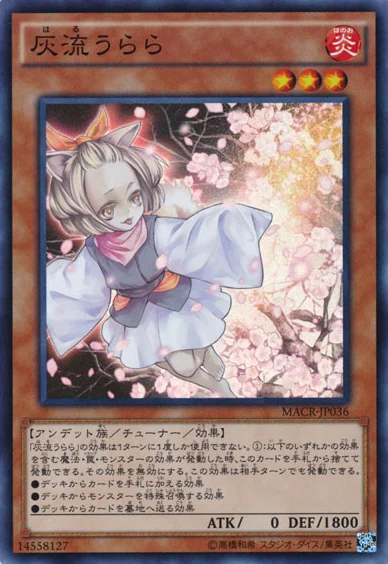 はる
灰流うらら
ほのお
炎
MACR-JP036
【アンデット族/チューナー/効果】
「灰流うらら」の効果は1ターンに1度しか使用できない。①:以下のいずれかの効果
を含む魔法・罠・モンスターの効果が発動した時、このカードを手札から捨てて
発動できる。その効果を無効にする。この効果は相手ターンでも発動できる。
●デッキからカードを手札に加える効果
●デッキからモンスターを特殊召喚する効果
●デッキからカードを墓地へ送る効果
ATK/ 0 DEF/1800
14558127
©高橋和希 スタジオ・ダイス/集英社